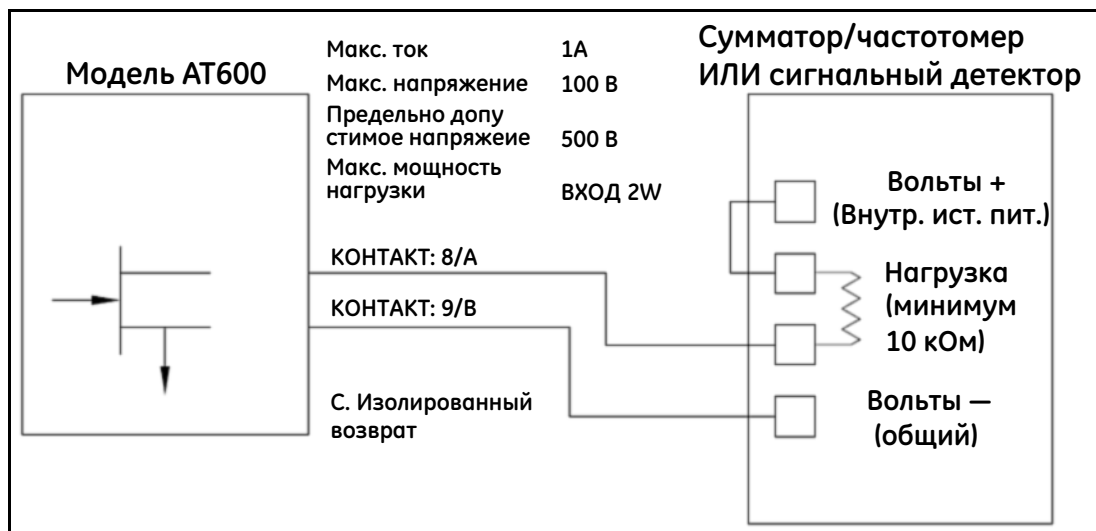 Модель AT600
Макс. ток 1А
Макс. напряжение 100 В
Предельно допу
стимое напряжеие 500 В
Макс. мощность
нагрузки ВХОД 2W
КОНТАКТ: 8/A
КОНТАКТ: 9/B
C. Изолированный
возврат
Сумматор/частотомер
ИЛИ сигнальный детектор
Вольты +
(Внутр. ист. пит.)
Нагрузка
(минимум
10 кОм)
Вольты —
(общий)